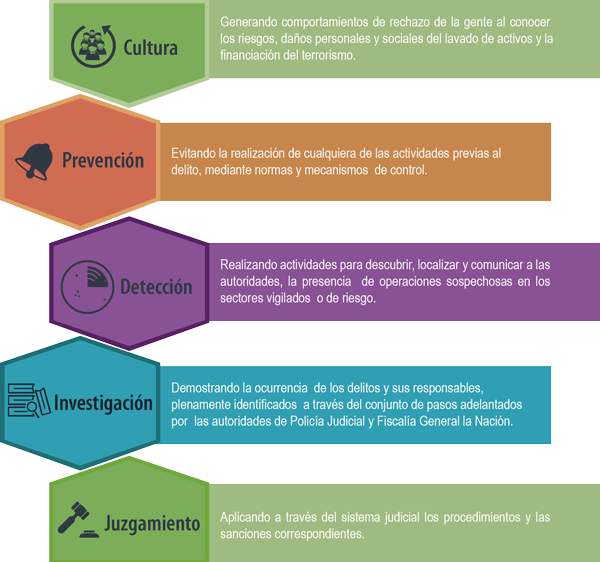 Cultura
Generando comportamientos de rechazo de la gente al conocer
los riesgos, daños personales y sociales del lavado de activos y la
financiación del terrorismo.
Prevención
Evitando la realización de cualquiera de las actividades previas al
delito, mediante normas y mecanismos de control.
Detección
Realizando actividades para descubrir, localizar y comunicar a las
autoridades, la presencia de operaciones sospechosas en los
sectores vigilados o de riesgo.
Investigación
Demostrando la ocurrencia de los delitos y sus responsables,
plenamente identificados a través del conjunto de pasos adelantados
por las autoridades de Policía Judicial y Fiscalía General la Nación.
Juzgamiento
Aplicando a través del sistema judicial los procedimientos y las
sanciones correspondientes.